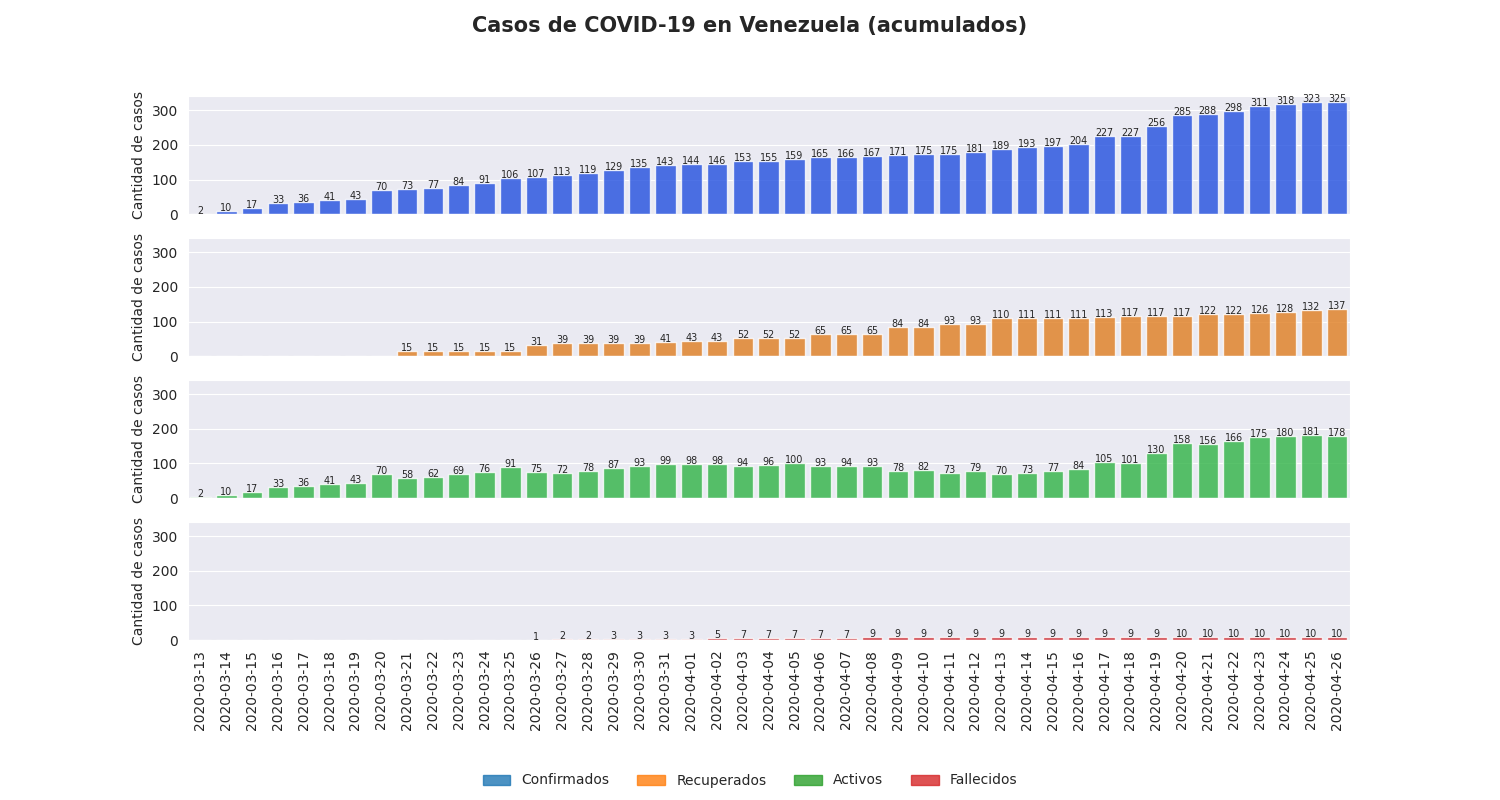 Casos de COVID-19 en Venezuela (acumulados)
Cantidad de casos
300
200
100
0
2 10 17 33 36 41 43 70 73 77 84 91 106 107 113 119 129 135 143 144 146 153 155 159 165 166 167 171 175 175 181 189 193 197 204 227 227 256 285 288 298 311 318 323 325
Cantidad de casos
300
200
100
0
15 15 15 15 15 31 39 39 39 39 41 43 43 52 52 52 65 65 65 84 84 93 93 110 111 111 111 113 117 117 117 122 122 126 128 132 137
Cantidad de casos
300
200
100
0
2 10 17 33 36 41 43 70 58 62 69 76 91 75 72 78 87 93 99 98 98 94 96 100 93 94 93 78 82 73 79 70 73 77 84 105 101 130 158 156 166 175 180 181 178
Cantidad de casos
300
200
100
0
1 2 2 3 3 3 3 5 7 7 7 7 7 9 9 9 9 9 9 9 9 9 9 9 9 10 10 10 10 10 10 10
2020-03-13 2020-03-14 2020-03-15 2020-03-16 2020-03-17 2020-03-18 2020-03-19 2020-03-20 2020-03-21 2020-03-22 2020-03-23 2020-03-24 2020-03-25 2020-03-26 2020-03-27 2020-03-28 2020-03-29 2020-03-30 2020-03-31 2020-04-01 2020-04-02 2020-04-03 2020-04-04 2020-04-05 2020-04-06 2020-04-07 2020-04-08 2020-04-09 2020-04-10 2020-04-11 2020-04-12 2020-04-13 2020-04-14 2020-04-15 2020-04-16 2020-04-17 2020-04-18 2020-04-19 2020-04-20 2020-04-21 2020-04-22 2020-04-23 2020-04-24 2020-04-25 2020-04-26
Confirmados Recuperados Activos Fallecidos